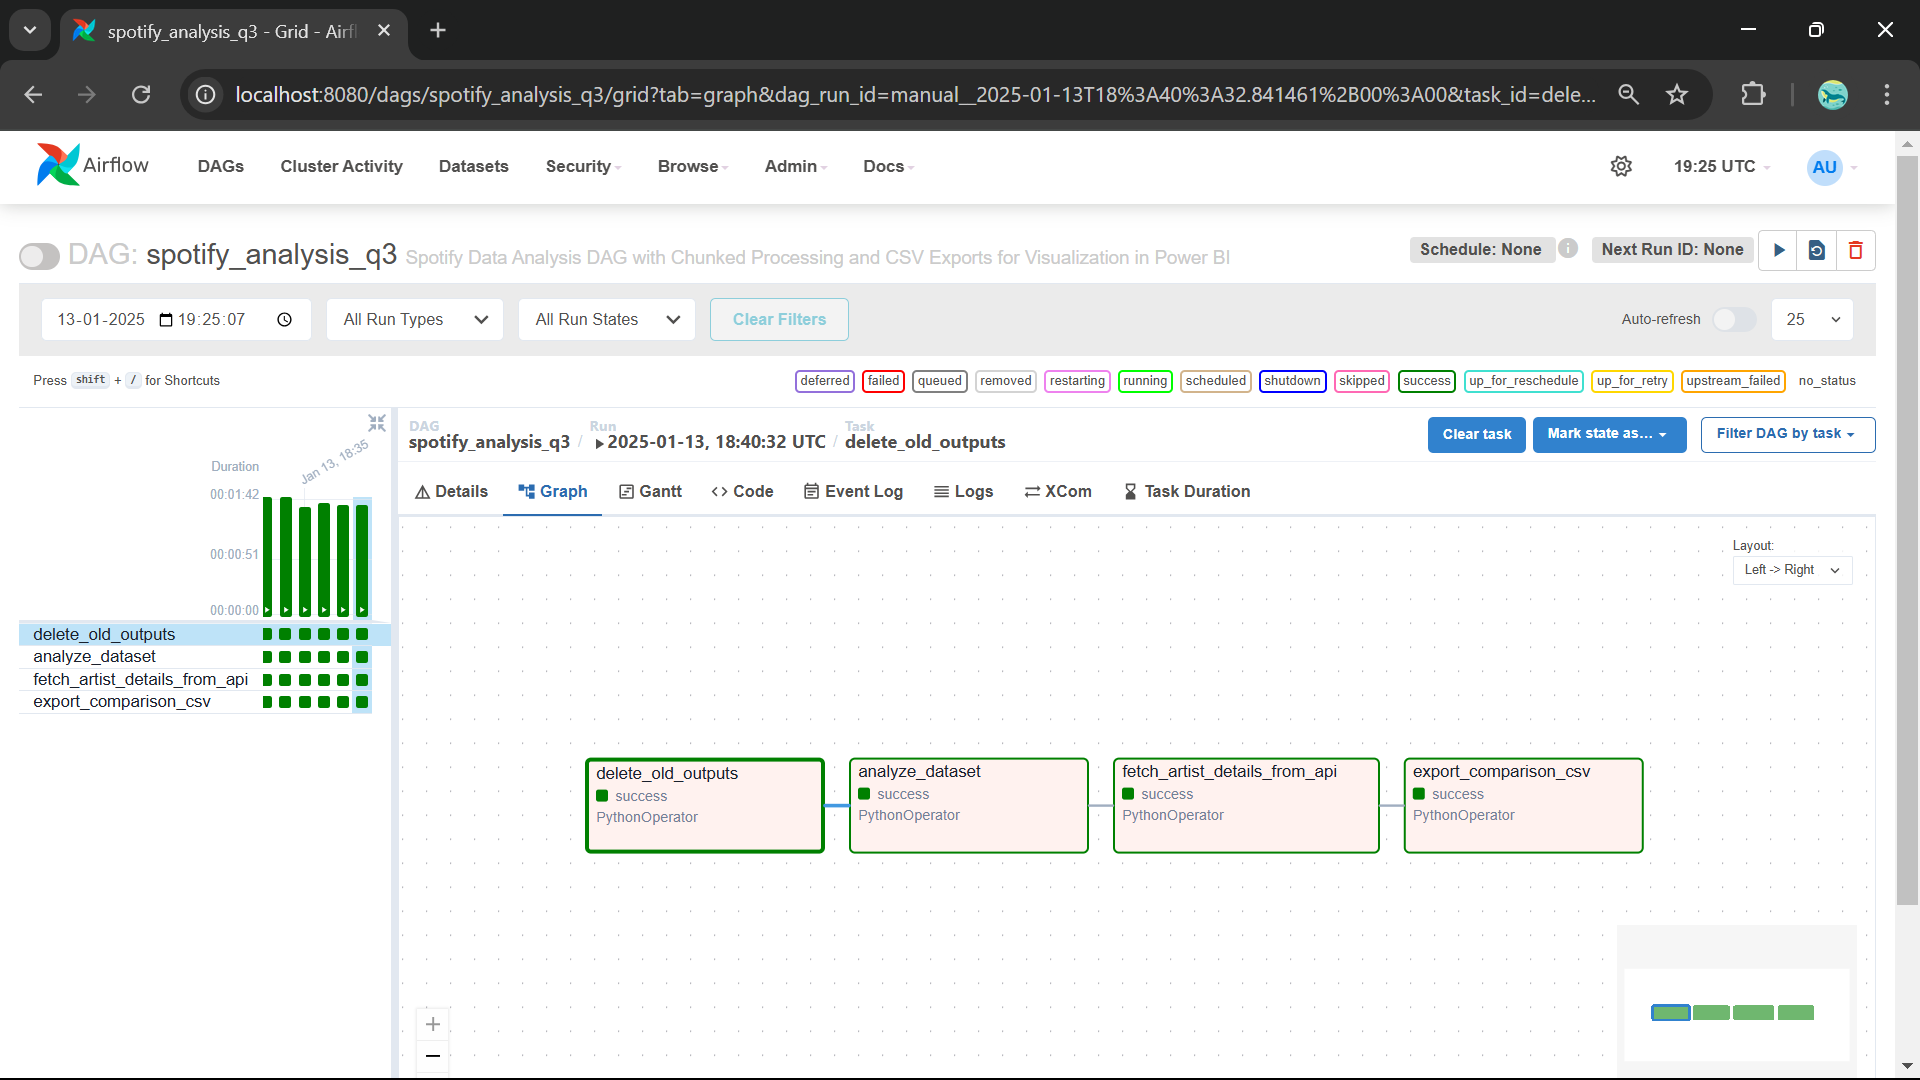 spotify_analysis_q3 - Grid - Airfl
localhost:8080/dags/spotify_analysis_q3/grid?tab=graph&dag_run_id=manual__2025-01-13T18%3A40%3A32.841461%2B00%3A00&task_id=dele...
Airflow DAGs Cluster Activity Datasets Security Browse Admin Docs 19:25 UTC AU
DAG: spotify_analysis_q3 Spotify Data Analysis DAG with Chunked Processing and CSV Exports for Visualization in Power BI Schedule: None Next Run ID: None
13-01-2025 19:25:07 All Run Types All Run States Clear Filters Auto-refresh 25
Press shift + / for Shortcuts deferred failed queued removed restarting running scheduled shutdown skipped success up_for_reschedule up_for_retry upstream_failed no_status
DAG Run Task
spotify_analysis_q3 / 2025-01-13, 18:40:32 UTC / delete_old_outputs
Clear task Mark state as... Filter DAG by task
Jan 13, 18:35
Duration
00:01:42
00:00:51
00:00:00
delete_old_outputs
analyze_dataset
fetch_artist_details_from_api
export_comparison_csv
Details Graph Gantt Code Event Log Logs XCom Task Duration
Layout:
Left -> Right
delete_old_outputs
success
PythonOperator
analyze_dataset
success
PythonOperator
fetch_artist_details_from_api
success
PythonOperator
export_comparison_csv
success
PythonOperator